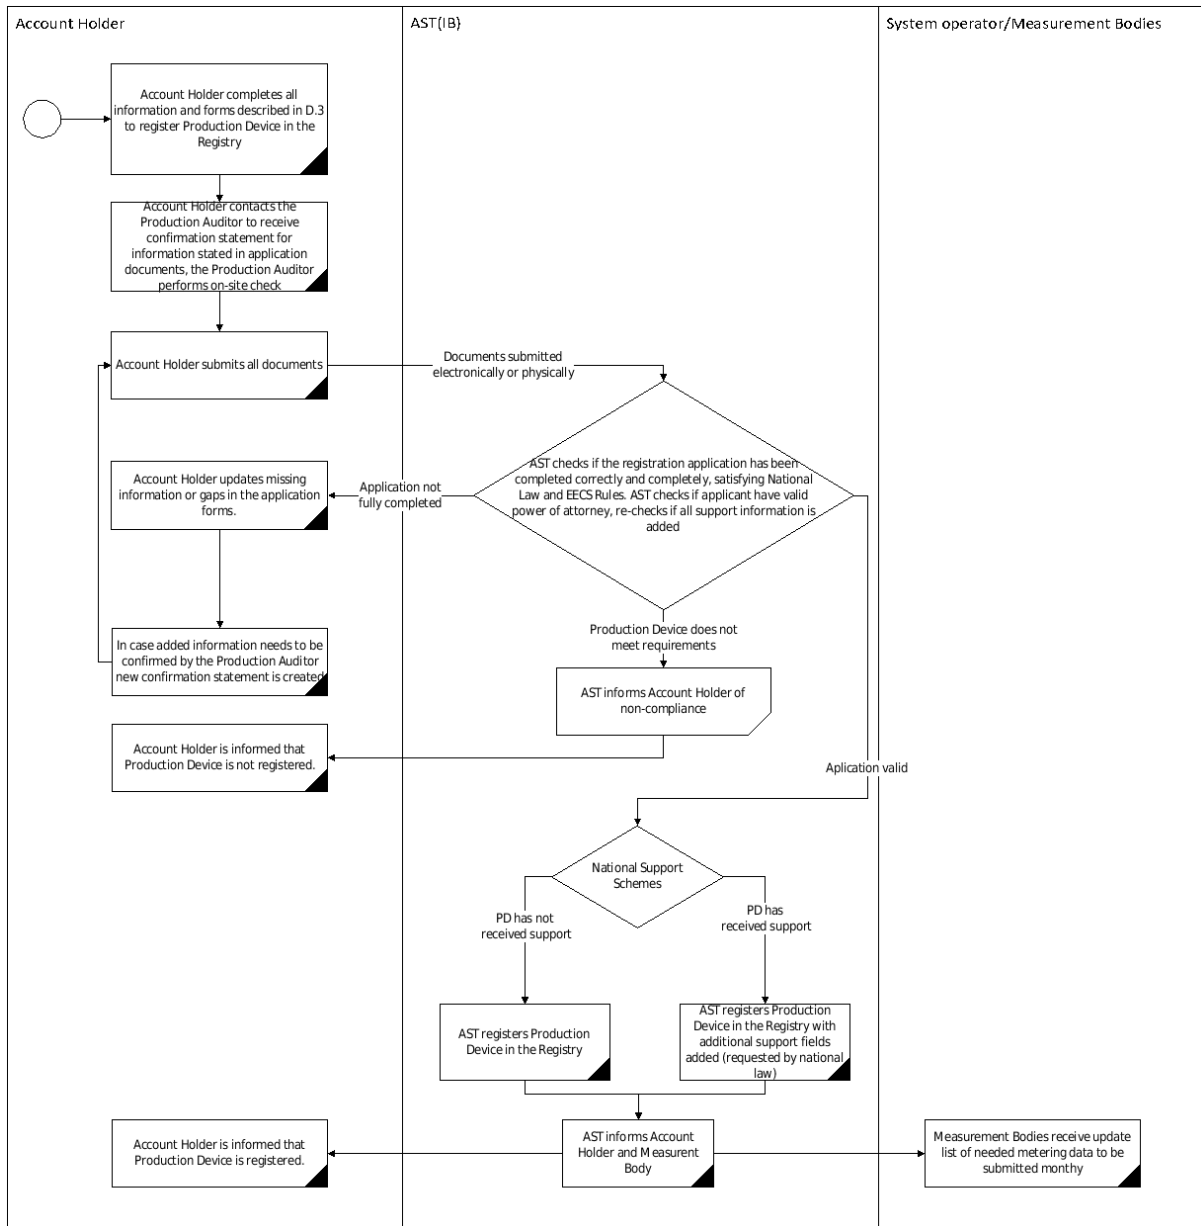 Account Holder
AST(IB)
System operator/Measurement Bodies
Account Holder completes all
information and forms described in D.3
to register Production Device in the
Registry
Account Holder contacts the
Production Auditor to receive
confirmation statement for
information stated in application
documents, the Production Auditor
performs on-site check
Account Holder submits all documents
Documents submitted
electronically or physically
AST checks if the registration application has been
completed correctly and completely, satisfying National
Law and EECS Rules. AST checks if applicant have valid
power of attorney, re-checks if all support information is
added
Application not
fully completed
Account Holder updates missing
information or gaps in the application
forms.
In case added information needs to be
confirmed by the Production Auditor
new confirmation statement is created
Production Device does not
meet requirements
AST informs Account Holder of
non-compliance
Account Holder is informed that
Production Device is not registered.
Aplication valid
National Support
Schemes
PD has not
received support
PD has
received support
AST registers Production
Device in the Registry
AST registers Production
Device in the Registry with
additional support fields
added (requested by national
law)
AST informs Account
Holder and Measurent
Body
Account Holder is informed that
Production Device is registered.
Measurement Bodies receive update
list of needed metering data to be
submitted monthy